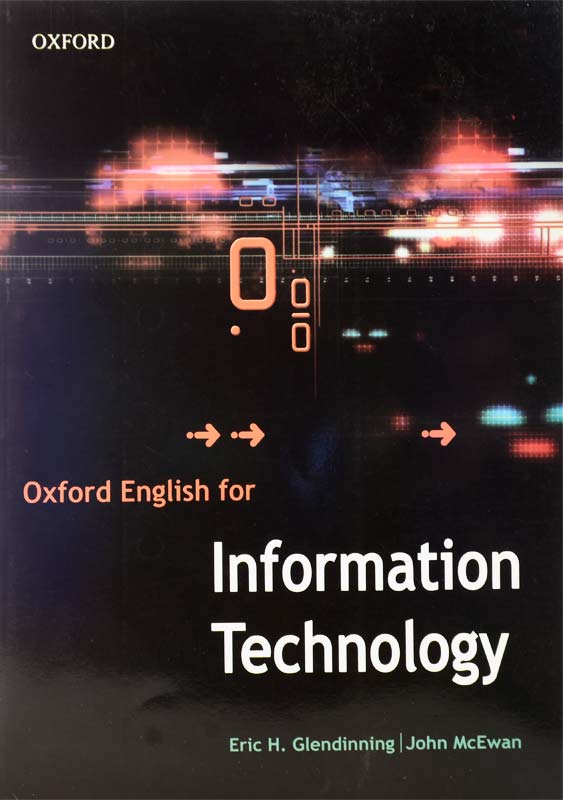 OXFORD
Oxford English for
Information
Technology
Eric H. Glendinning | John McEwan